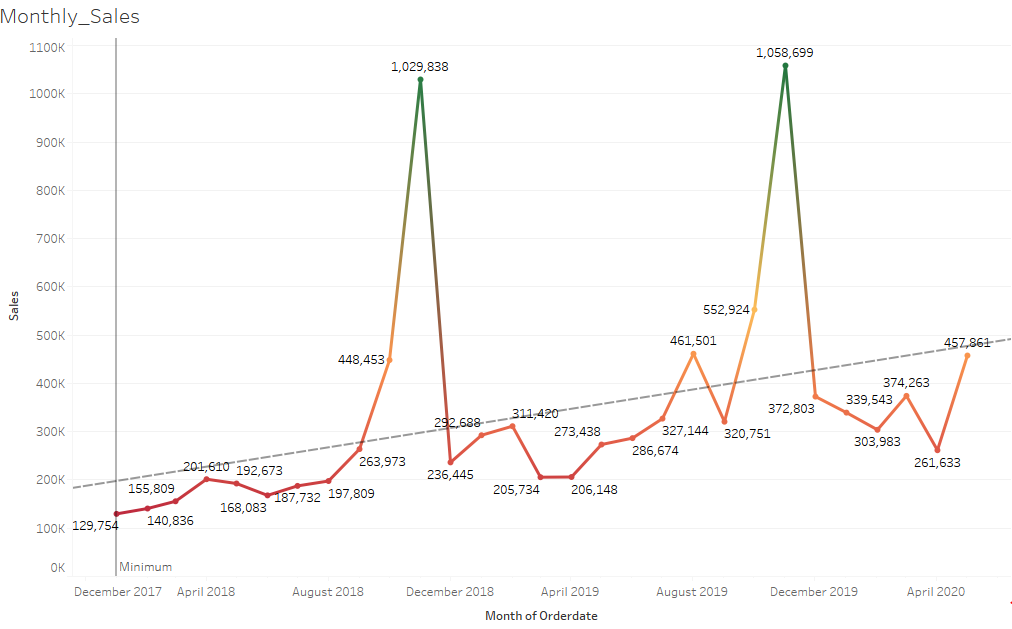 Monthly_Sales
1100K
1000K
900K
800K
700K
600K
500K
400K
300K
200K
100K
0K
Sales
129,754
140,836
155,809
201,610
192,673
168,083
187,732
197,809
263,973
448,453
1,029,838
236,445
292,688
311,420
205,734
206,148
273,438
286,674
327,144
461,501
320,751
552,924
1,058,699
372,803
339,543
303,983
374,263
261,633
457,861
Minimum
December 2017 April 2018 August 2018 December 2018 April 2019 August 2019 December 2019 April 2020
Month of Orderdate